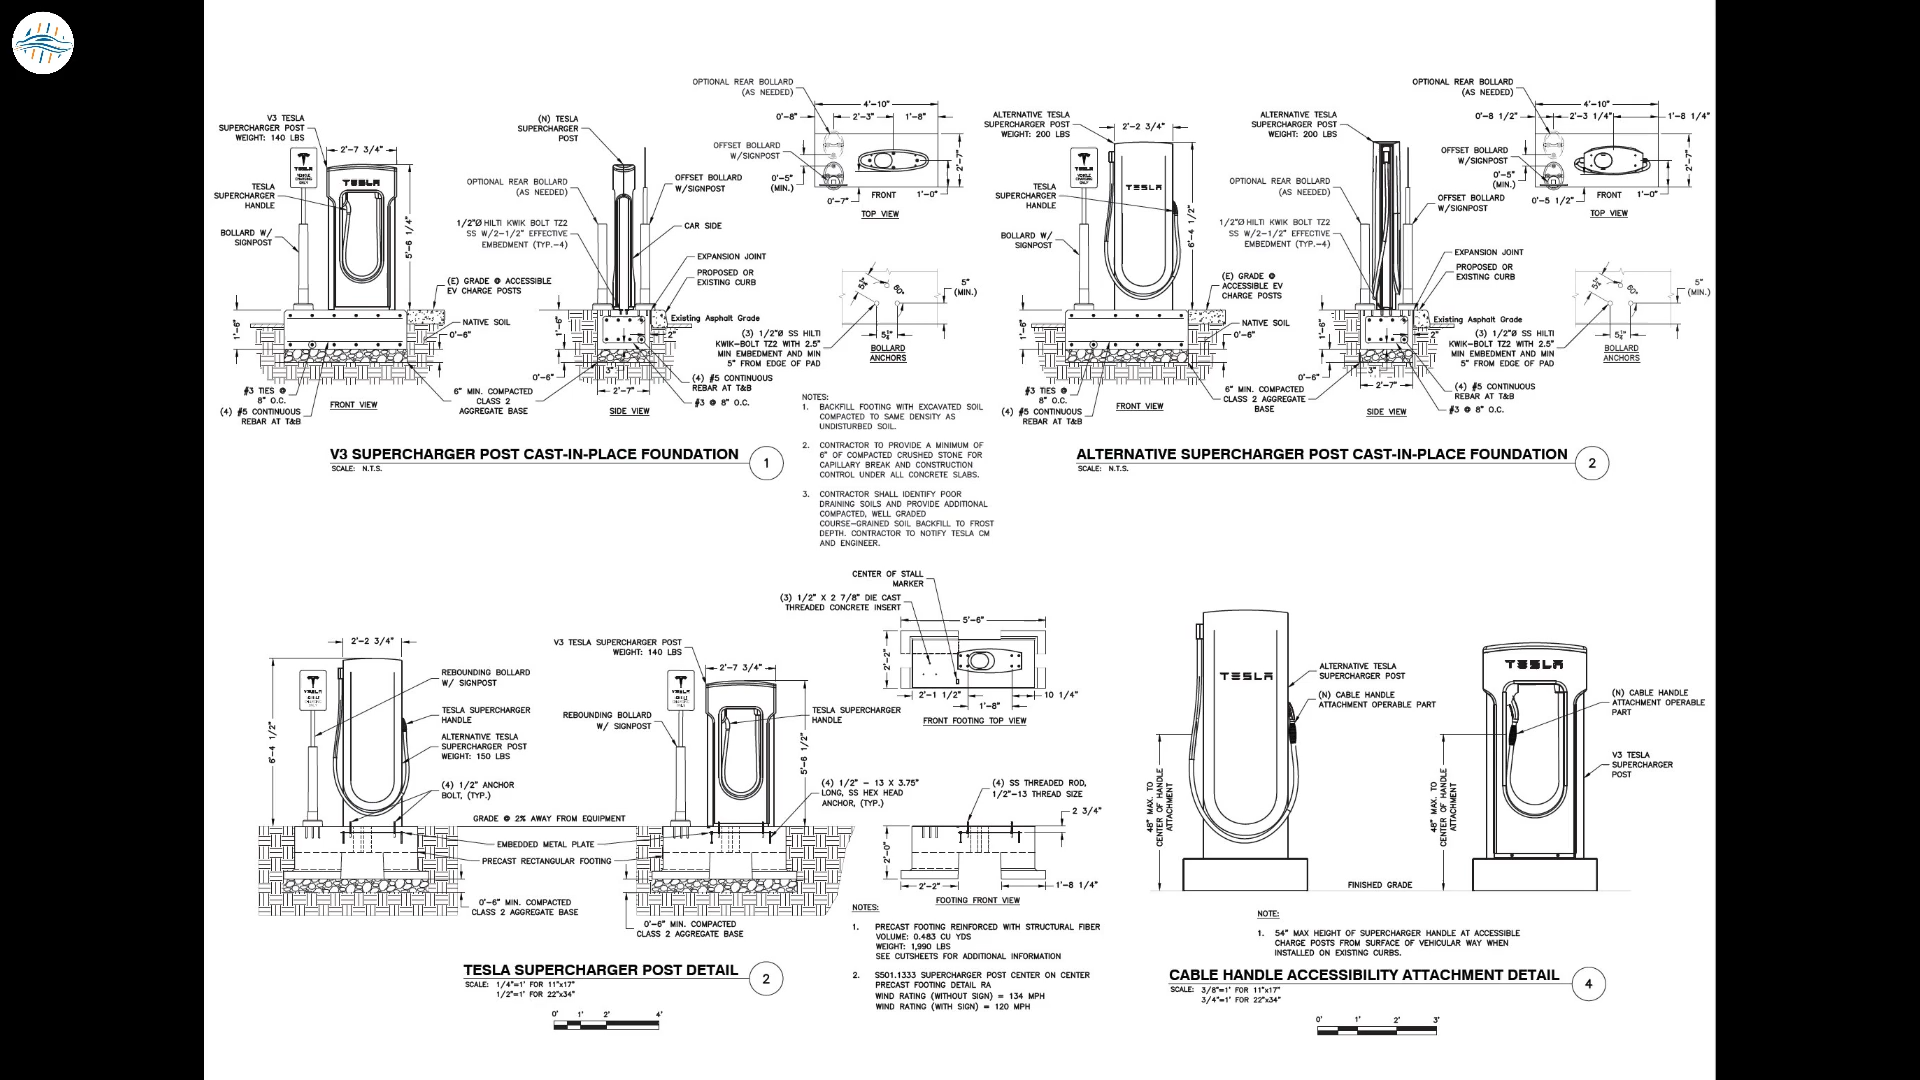 V3 TESLA
SUPERCHARGER POST
WEIGHT: 140 LBS
2'-7 3/4"
TESLA
TESLA
SUPERCHARGER
HANDLE
BOLLARD W/
SIGNPOST
5'-6 1/4"
(E) GRADE @ ACCESSIBLE
EV CHARGE POSTS
NATIVE SOIL
0'-6"
1'-6"
#3 TIES @
8" O.C.
(4) #5 CONTINUOUS
REBAR AT T&B
FRONT VIEW
6" MIN. COMPACTED
CLASS 2
AGGREGATE BASE
(N) TESLA
SUPERCHARGER
POST
OPTIONAL REAR BOLLARD
(AS NEEDED)
1/2"Ø HILTI KWIK BOLT TZ2
SS W/2-1/2" EFFECTIVE
EMBEDMENT (TYP.-4)
OFFSET BOLLARD
W/SIGNPOST
CAR SIDE
EXPANSION JOINT
PROPOSED OR
EXISTING CURB
Existing Asphalt Grade
1'-6"
2"
3"
0'-6"
2'-7"
(4) #5 CONTINUOUS
REBAR AT T&B
#3 @ 8" O.C.
SIDE VIEW
OPTIONAL REAR BOLLARD
(AS NEEDED)
4'-10"
0'-8"
2'-3"
1'-8"
OFFSET BOLLARD
W/SIGNPOST
0'-5"
(MIN.)
2'-7"
0'-7"
FRONT
1'-0"
TOP VIEW
60°
5"
(MIN.)
(3) 1/2"Ø SS HILTI
KWIK-BOLT TZ2 WITH 2.5"
MIN EMBEDMENT AND MIN
5" FROM EDGE OF PAD
BOLLARD
ANCHORS
V3 SUPERCHARGER POST CAST-IN-PLACE FOUNDATION
1
SCALE: N.T.S.
NOTES:
1. BACKFILL FOOTING WITH EXCAVATED SOIL
COMPACTED TO SAME DENSITY AS
UNDISTURBED SOIL.
2. CONTRACTOR TO PROVIDE A MINIMUM OF
6" OF COMPACTED CRUSHED STONE FOR
CAPILLARY BREAK AND CONSTRUCTION
CONTROL UNDER ALL CONCRETE SLABS.
3. CONTRACTOR SHALL IDENTIFY POOR
DRAINING SOILS AND PROVIDE ADDITIONAL
COMPACTED, WELL GRADED
COURSE-GRAINED SOIL BACKFILL TO FROST
DEPTH. CONTRACTOR TO NOTIFY TESLA CM
AND ENGINEER.
ALTERNATIVE TESLA
SUPERCHARGER POST
WEIGHT: 200 LBS
2'-2 3/4"
TESLA
TESLA
SUPERCHARGER
HANDLE
BOLLARD W/
SIGNPOST
6'-4 1/2"
(E) GRADE @
ACCESSIBLE EV
CHARGE POSTS
NATIVE SOIL
0'-6"
1'-6"
#3 TIES @
8" O.C.
(4) #5 CONTINUOUS
REBAR AT T&B
FRONT VIEW
6" MIN. COMPACTED
CLASS 2 AGGREGATE
BASE
ALTERNATIVE TESLA
SUPERCHARGER POST
WEIGHT: 200 LBS
OPTIONAL REAR BOLLARD
(AS NEEDED)
1/2"Ø HILTI KWIK BOLT TZ2
SS W/2-1/2" EFFECTIVE
EMBEDMENT (TYP.-4)
OFFSET BOLLARD
W/SIGNPOST
EXPANSION JOINT
PROPOSED OR
EXISTING CURB
Existing Asphalt Grade
1'-6"
2"
3"
0'-6"
2'-7"
(4) #5 CONTINUOUS
REBAR AT T&B
#3 @ 8" O.C.
SIDE VIEW
OPTIONAL REAR BOLLARD
(AS NEEDED)
4'-10"
0'-8 1/2"
2'-3 1/4"
1'-8 1/4"
OFFSET BOLLARD
W/SIGNPOST
0'-5"
(MIN.)
2'-7"
0'-5 1/2"
FRONT
1'-0"
TOP VIEW
60°
5"
(MIN.)
(3) 1/2"Ø SS HILTI
KWIK-BOLT TZ2 WITH 2.5"
MIN EMBEDMENT AND MIN
5" FROM EDGE OF PAD
BOLLARD
ANCHORS
ALTERNATIVE SUPERCHARGER POST CAST-IN-PLACE FOUNDATION
2
SCALE: N.T.S.
2'-2 3/4"
6'-4 1/2"
TESLA
REBOUNDING BOLLARD
W/ SIGNPOST
TESLA SUPERCHARGER
HANDLE
ALTERNATIVE TESLA
SUPERCHARGER POST
WEIGHT: 150 LBS
(4) 1/2" ANCHOR
BOLT, (TYP.)
GRADE @ 2% AWAY FROM EQUIPMENT
EMBEDDED METAL PLATE
PRECAST RECTANGULAR FOOTING
0'-6" MIN. COMPACTED
CLASS 2 AGGREGATE BASE
V3 TESLA SUPERCHARGER POST
WEIGHT: 140 LBS
2'-7 3/4"
TESLA
REBOUNDING BOLLARD
W/ SIGNPOST
TESLA SUPERCHARGER
HANDLE
5'-6 1/2"
(4) 1/2" - 13 X 3.75"
LONG, SS HEX HEAD
ANCHOR, (TYP.)
0'-6" MIN. COMPACTED
CLASS 2 AGGREGATE BASE
TESLA SUPERCHARGER POST DETAIL
2
SCALE: 1/4"=1' FOR 11"x17"
1/2"=1' FOR 22"x34"
0' 1' 2' 4'
CENTER OF STALL
MARKER
(3) 1/2" X 2 7/8" DIE CAST
THREADED CONCRETE INSERT
5'-6"
2'-2"
2'-1 1/2"
10 1/4"
1'-8"
FRONT FOOTING TOP VIEW
(4) SS THREADED ROD,
1/2"-13 THREAD SIZE
2 3/4"
2'-0"
2'-2"
1'-8 1/4"
FOOTING FRONT VIEW
NOTES:
1. PRECAST FOOTING REINFORCED WITH STRUCTURAL FIBER
VOLUME: 0.483 CU YDS
WEIGHT: 1,990 LBS
SEE CUTSHEETS FOR ADDITIONAL INFORMATION
2. SS01.1333 SUPERCHARGER POST CENTER ON CENTER
PRECAST FOOTING DETAIL RA
WIND RATING (WITHOUT SIGN) = 134 MPH
WIND RATING (WITH SIGN) = 120 MPH
TESLA
ALTERNATIVE TESLA
SUPERCHARGER POST
(N) CABLE HANDLE
ATTACHMENT OPERABLE PART
48" MAX. TO
CENTER OF HANDLE
ATTACHMENT
FINISHED GRADE
TESLA
(N) CABLE HANDLE
ATTACHMENT OPERABLE
PART
V3 TESLA
SUPERCHARGER
POST
48" MAX. TO
CENTER OF HANDLE
ATTACHMENT
NOTE:
1. 54" MAX HEIGHT OF SUPERCHARGER HANDLE AT ACCESSIBLE
CHARGE POSTS FROM SURFACE OF VEHICULAR WAY WHEN
INSTALLED ON EXISTING CURBS.
CABLE HANDLE ACCESSIBILITY ATTACHMENT DETAIL
4
SCALE: 3/8"=1' FOR 11"x17"
3/4"=1' FOR 22"x34"
0' 1' 2' 3'